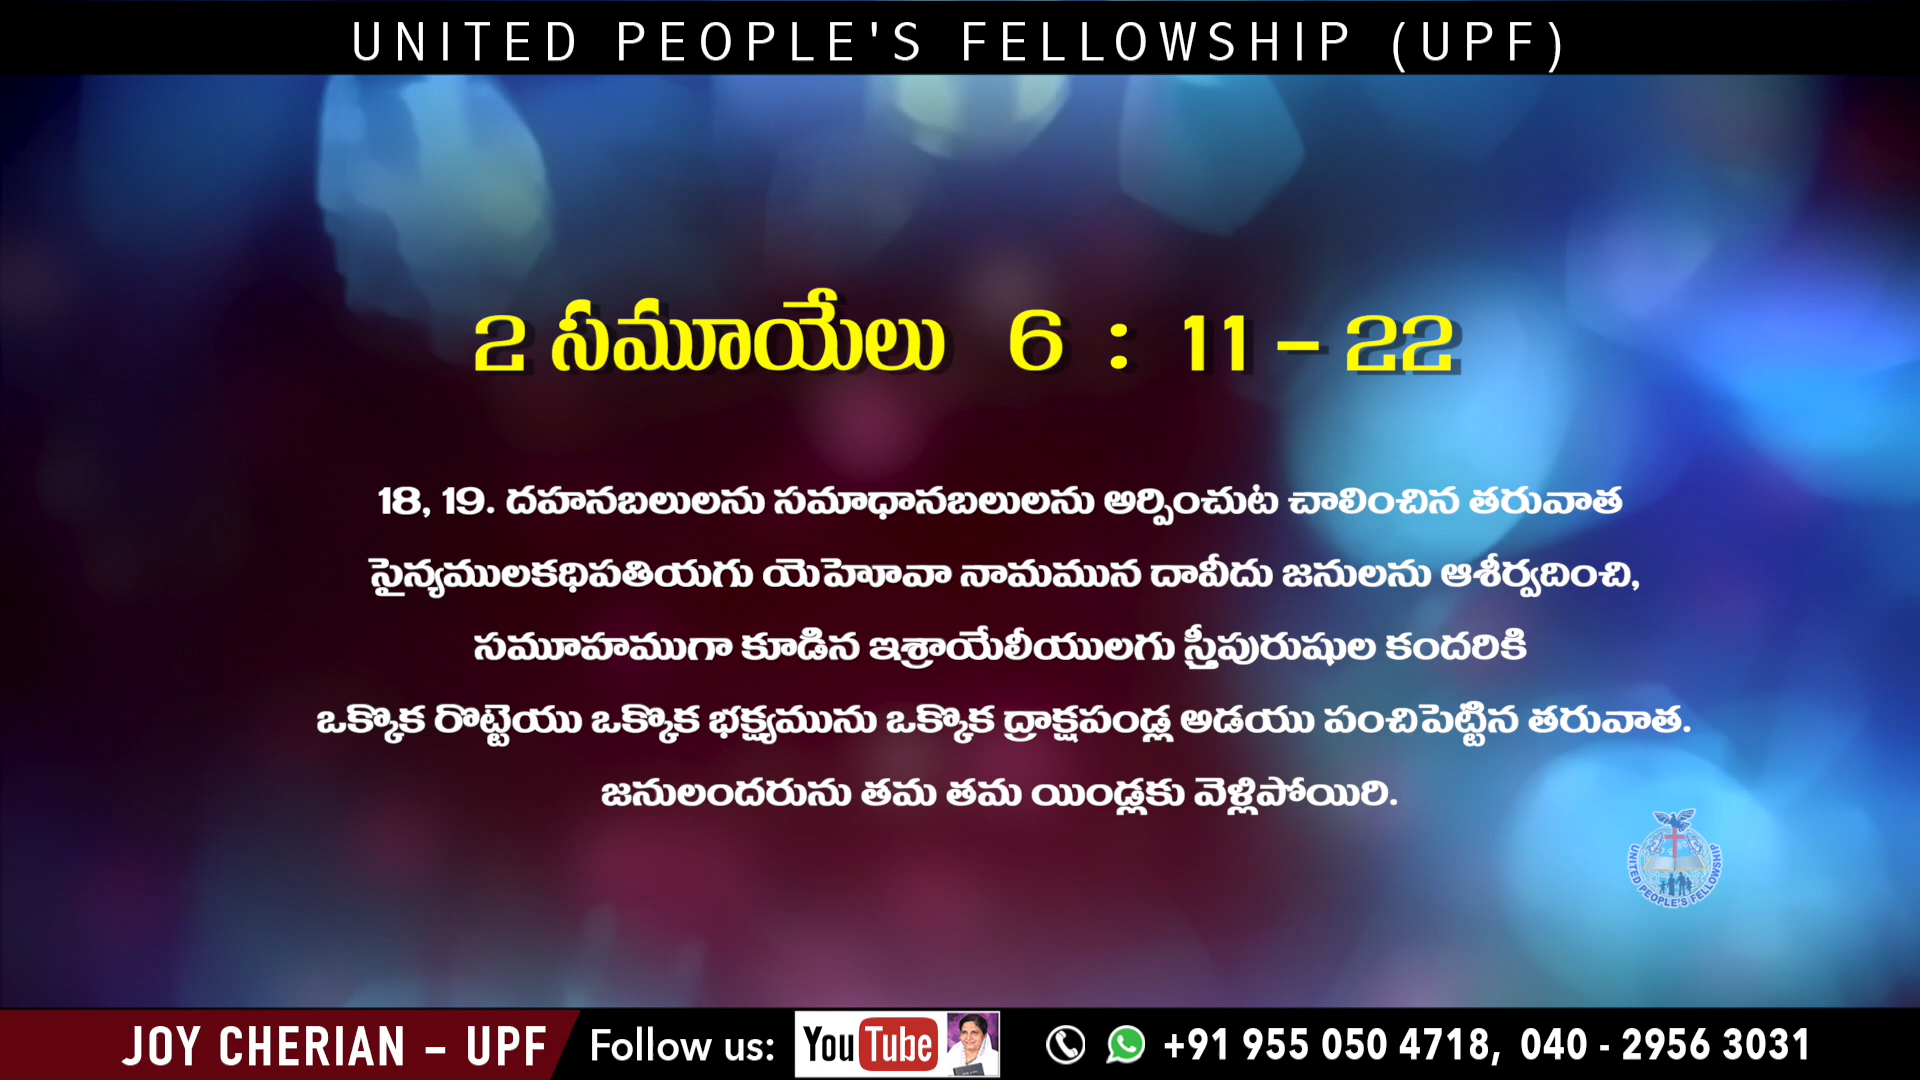 UNITED PEOPLE'S FELLOWSHIP (UPF)
2 సమూయేలు 6 : 11 - 22
18, 19. దహనబలులను సమాధానబలులను అర్పించుట చాలించిన తరువాత
సైన్యములకధిపతియగు యెహెూవా నామమున దావీదు జనులను ఆశీర్వదించి,
సమూహముగా కూడిన ఇశ్రాయేలీయులగు స్త్రీపురుషుల కందరికి
ఒక్కొక రొట్టెయు ఒక్కొక భక్ష్యమును ఒక్కొక ద్రాక్షపండ్ల అడయు పంచిపెట్టిన తరువాత.
జనులందరును తమ తమ యిండ్లకు వెళ్లిపోయిరి.
UNITED PEOPLE'S FELLOWSHIP
JOY CHERIAN – UPF Follow us: YouTube +91 955 050 4718, 040 - 2956 3031